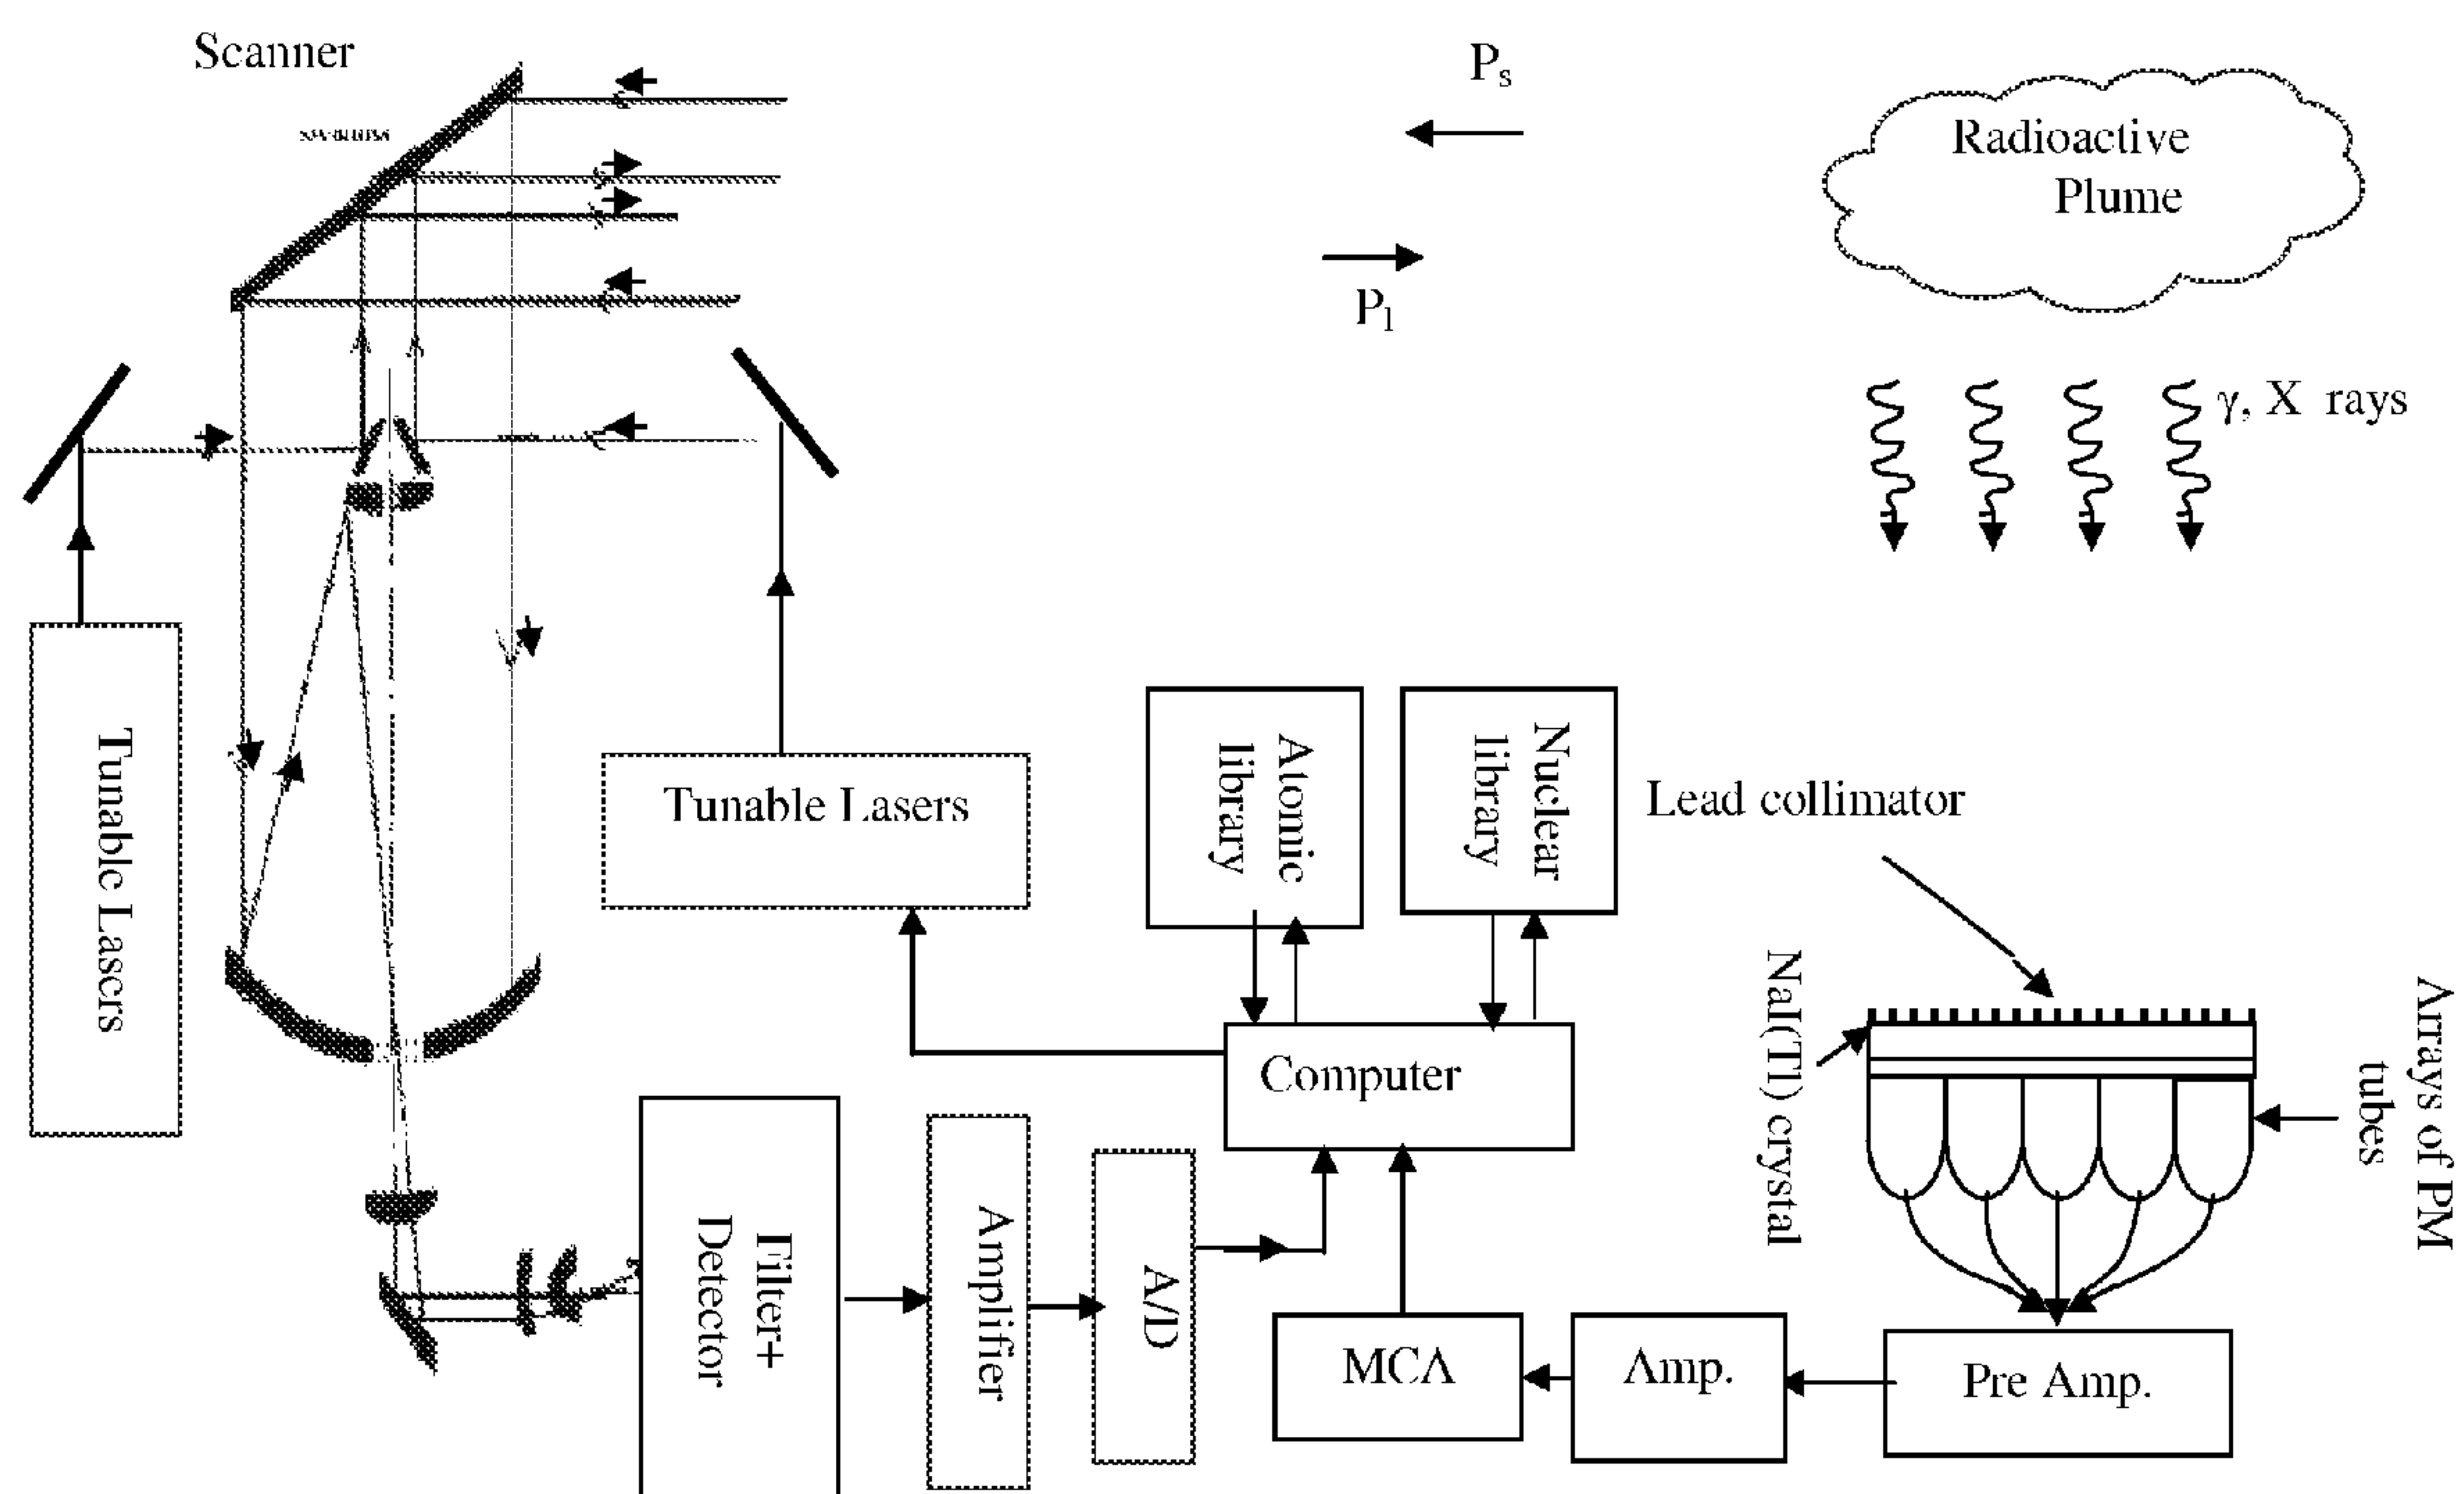 Scanner
P_s
Radioactive
Plume
P_l
γ, X rays
Tunable Lasers
Tunable Lasers
Atomic
library
Nuclear
library
Lead collimator
NaI(Tl) crystal
Arrays of PM
tubes
Computer
Filter+
Detector
Amplifier
A/D
MCA
Amp.
Pre Amp.